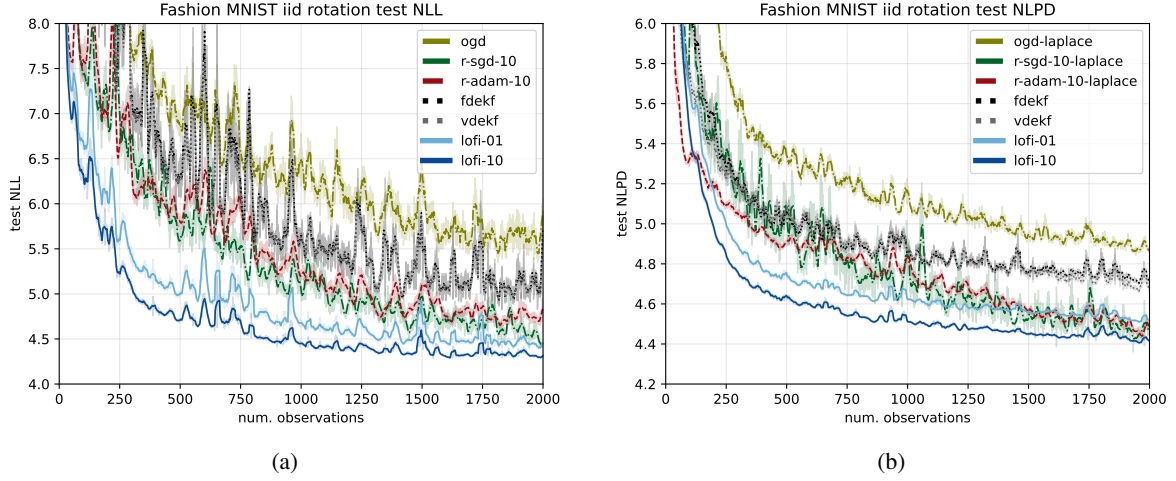 Fashion MNIST iid rotation test NLL
8.0
7.5
7.0
6.5
6.0
5.5
5.0
4.5
4.0
test NLL
0 250 500 750 1000 1250 1500 1750 2000
num. observations
ogd
r-sgd-10
r-adam-10
fdekf
vdekf
lofi-01
lofi-10
(a)
Fashion MNIST iid rotation test NLPD
6.0
5.8
5.6
5.4
5.2
5.0
4.8
4.6
4.4
4.2
test NLPD
0 250 500 750 1000 1250 1500 1750 2000
num. observations
ogd-laplace
r-sgd-10-laplace
r-adam-10-laplace
fdekf
vdekf
lofi-01
lofi-10
(b)